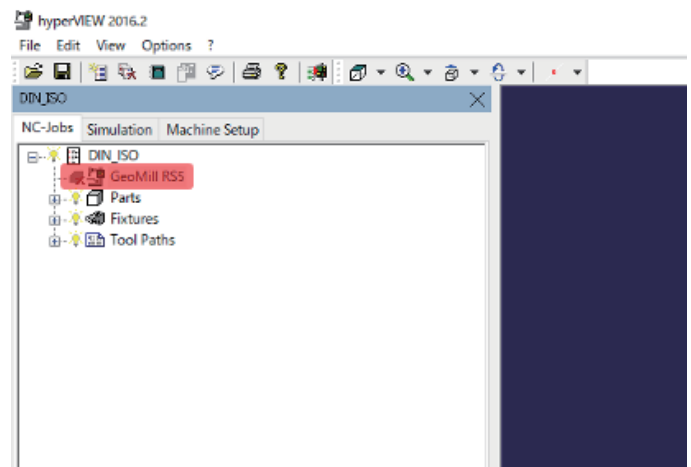 hyperVIEW 2016.2
File Edit View Options ?
DIN_ISO
NC-Jobs Simulation Machine Setup
DIN_ISO
GeoMill RS5
Parts
Fixtures
Tool Paths